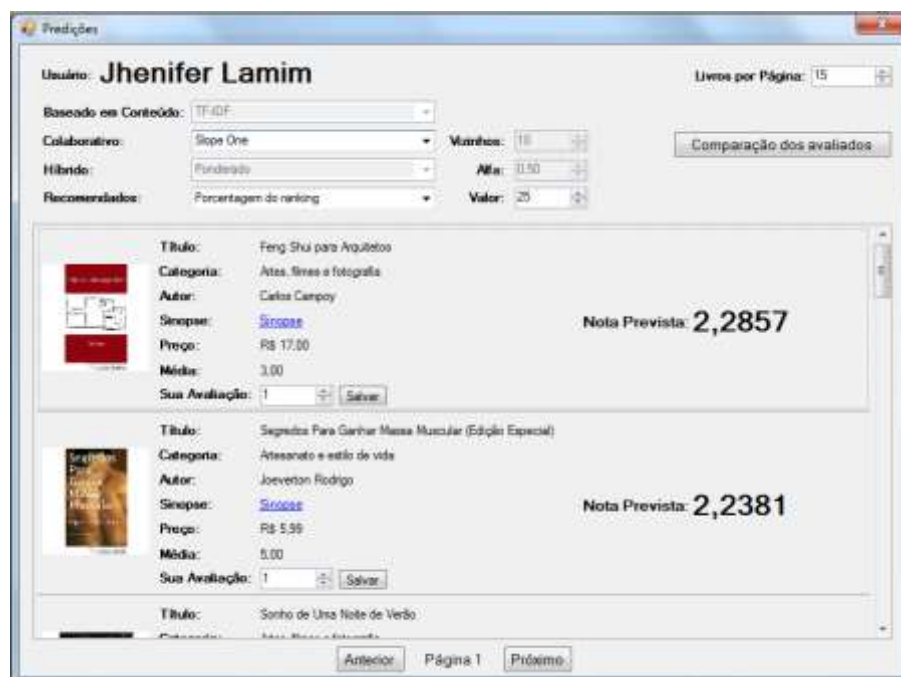 Predições
Usuário: Jhenifer Lamim
Livros por Página: 15
Baseado em Conteúdo: TF-IDF
Colaborativo: Slope One Vizinhos: 10 Comparação dos avaliados
Híbrido: Ponderado Alfa: 0,50
Recomendados: Porcentagem do ranking Valor: 25
Título: Feng Shui para Arquitetos
Categoria: Artes, filmes e fotografia
Autor: Carlos Campoy
Sinopse: Sinopse
Nota Prevista: 2,2857
Preço: R$ 17,00
Média: 3,00
Sua Avaliação: 1 Salvar
Título: Segredos Para Ganhar Massa Muscular (Edição Especial)
Categoria: Artesanato e estilo de vida
Autor: Joeverton Rodrigo
Sinopse: Sinopse
Nota Prevista: 2,2381
Preço: R$ 5,99
Média: 5,00
Sua Avaliação: 1 Salvar
Título: Sonho de Uma Noite de Verão
Categoria: Artes, filmes e fotografia
Anterior Página 1 Próximo